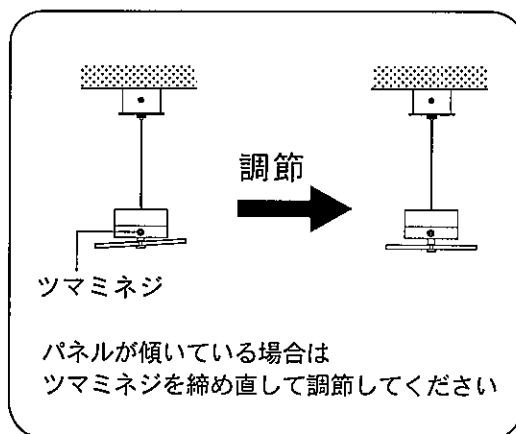 調節
ツマミネジ
パネルが傾いている場合は
ツマミネジを締め直して調節してください